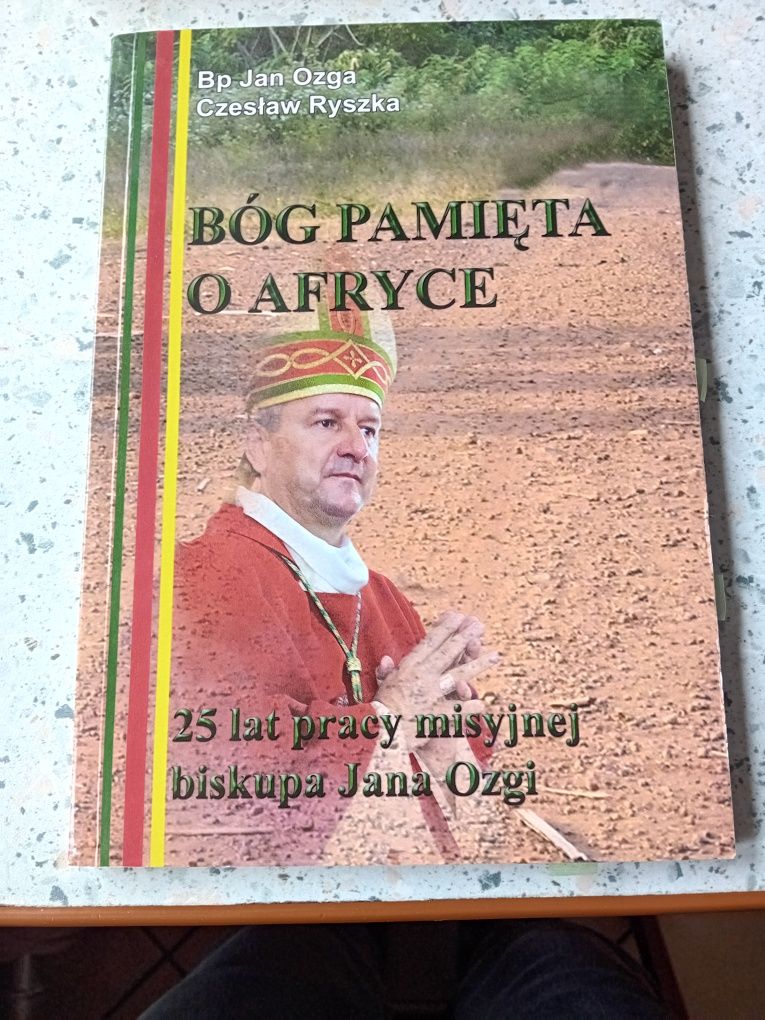 Bp Jan Ozga
Czesław Ryszka
BÓG PAMIĘTA
O AFRYCE
25 lat pracy misyjnej
biskupa Jana Ozgi